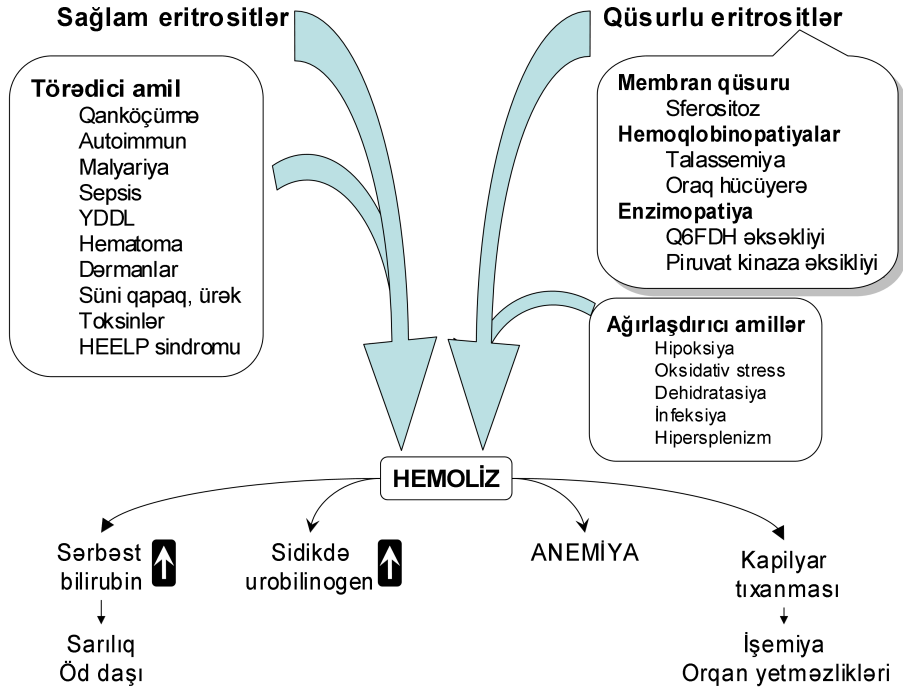 Sağlam eritrositlər
Qüsurlu eritrositlər
Törədici amil
Qanköçürmə
Autoimmun
Malyariya
Sepsis
YDDL
Hematoma
Dərmanlar
Süni qapaq, ürək
Toksinlər
HEELP sindromu
Membran qüsuru
Sferositoz
Hemoqlobinopatiyalar
Talassemiya
Oraq hücüyerə
Enzimopatiya
Q6FDH əksəkliyi
Piruvat kinaza əksikliyi
Ağırlaşdırıcı amillər
Hipoksiya
Oksidativ stress
Dehidratasiya
İnfeksiya
Hipersplenizm
HEMOLİZ
Sərbəst
bilirubin
Sarılıq
Öd daşı
Sidikdə
urobilinogen
ANEMİYA
Kapilyar
tıxanması
İşemiya
Orqan yetməzlikləri